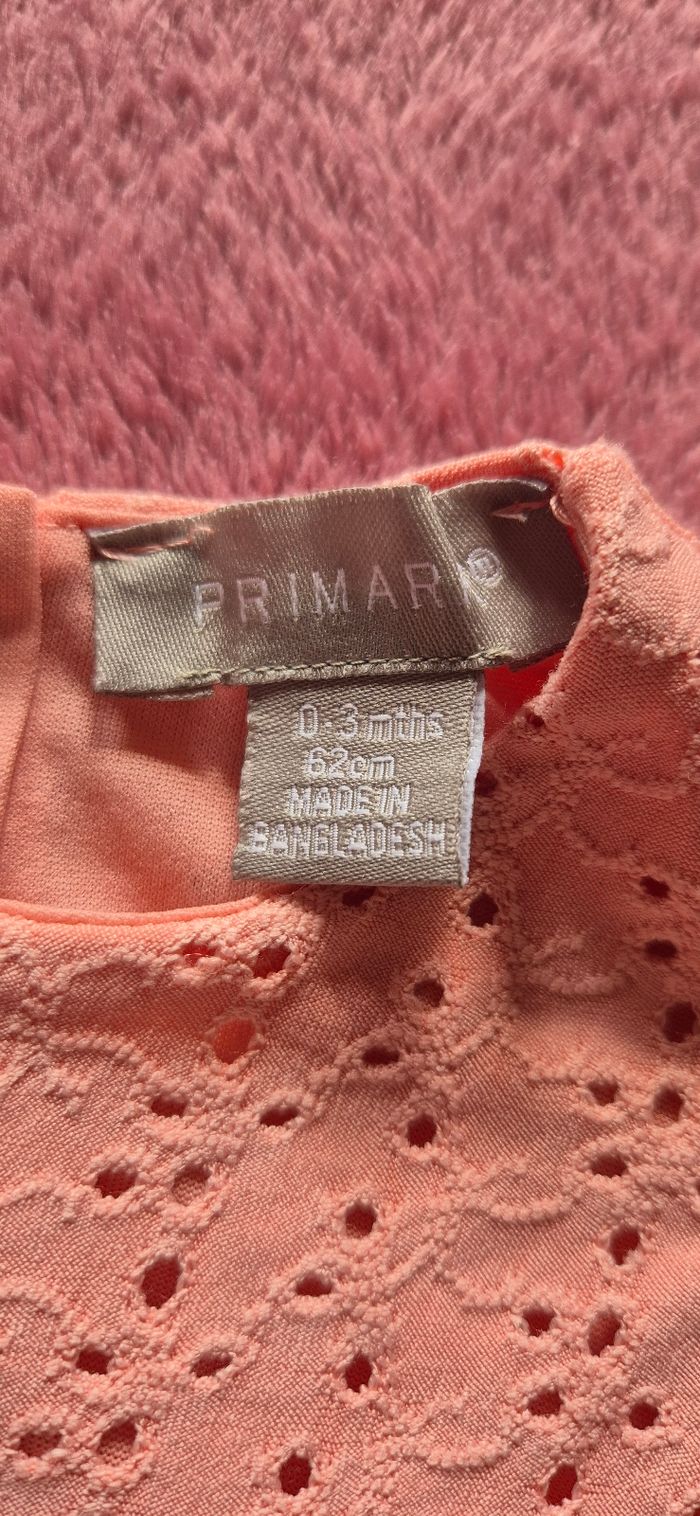 PRIMARK®
0-3 mths
62cm
MADE IN
BANGLADESH